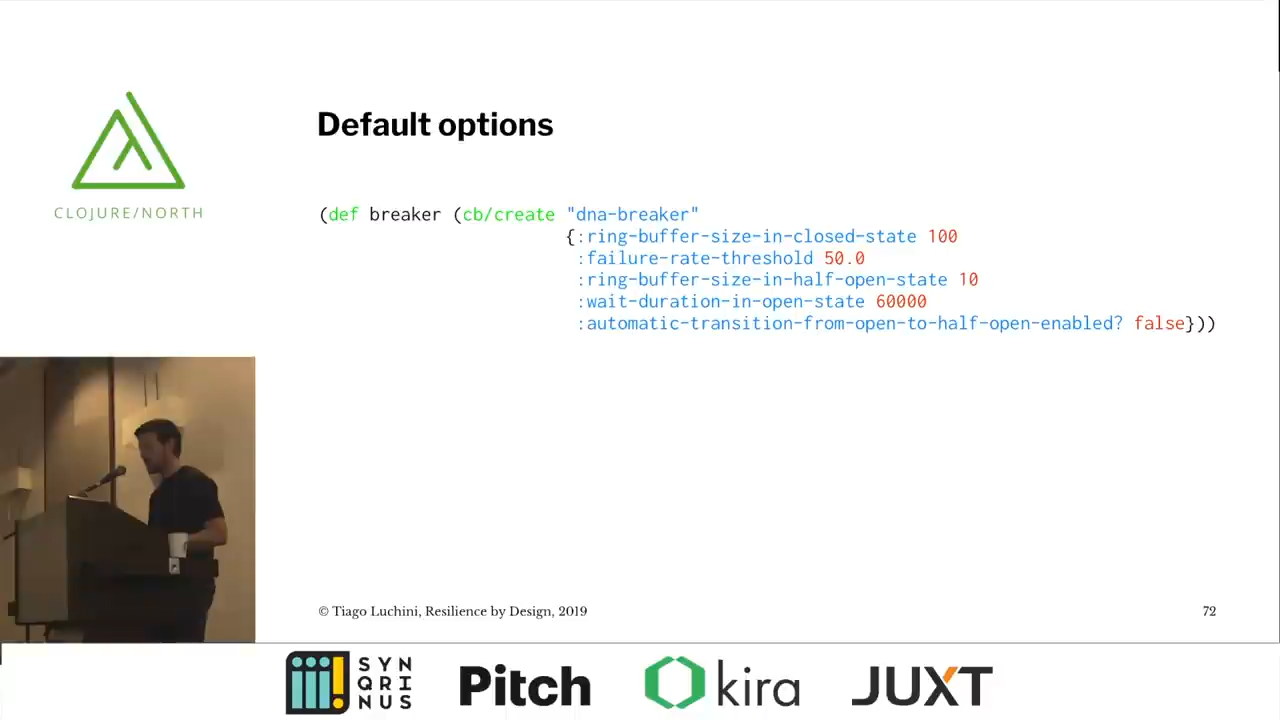 CLOJURE/NORTH
Default options
(def breaker (cb/create "dna-breaker"
{:ring-buffer-size-in-closed-state 100
:failure-rate-threshold 50.0
:ring-buffer-size-in-half-open-state 10
:wait-duration-in-open-state 60000
:automatic-transition-from-open-to-half-open-enabled? false}))
© Tiago Luchini, Resilience by Design, 2019
72
SYN
QRI
NUS
Pitch
kira
JUXT